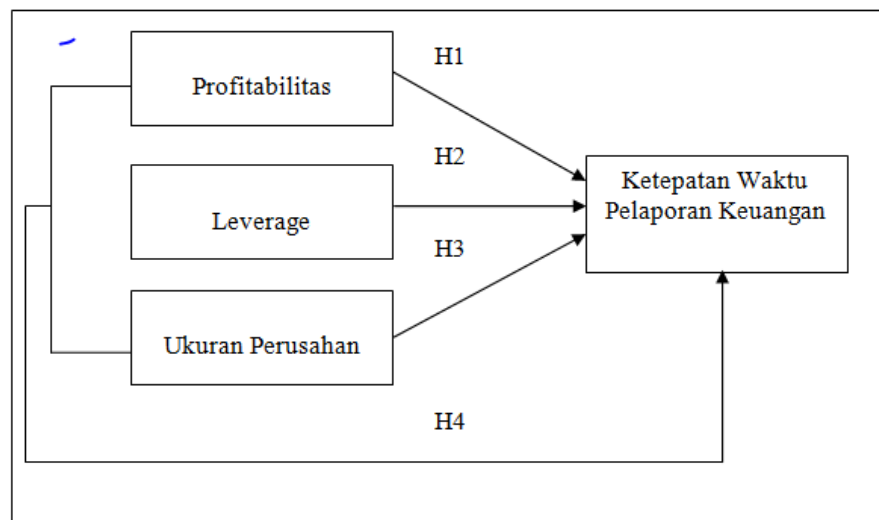 H1
Profitabilitas
H2
Ketepatan Waktu
Pelaporan Keuangan
Leverage
H3
Ukuran Perusahan
H4